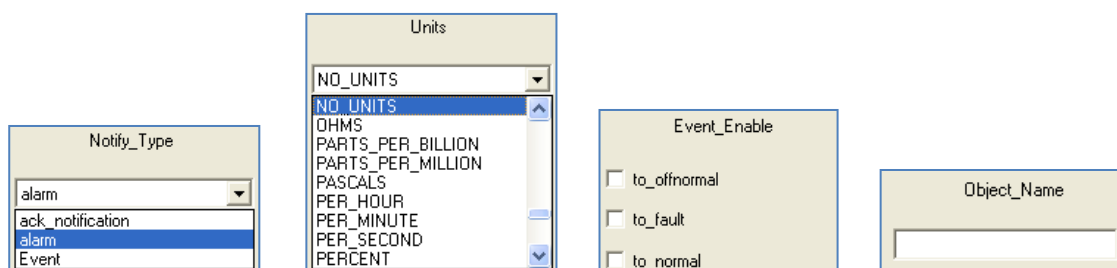 Notify_Type
alarm
ack_notification
alarm
Event
Units
NO_UNITS
NO_UNITS
OHMS
PARTS_PER_BILLION
PARTS_PER_MILLION
PASCALS
PER_HOUR
PER_MINUTE
PER_SECOND
PERCENT
Event_Enable
to_offnormal
to_fault
to_normal
Object_Name